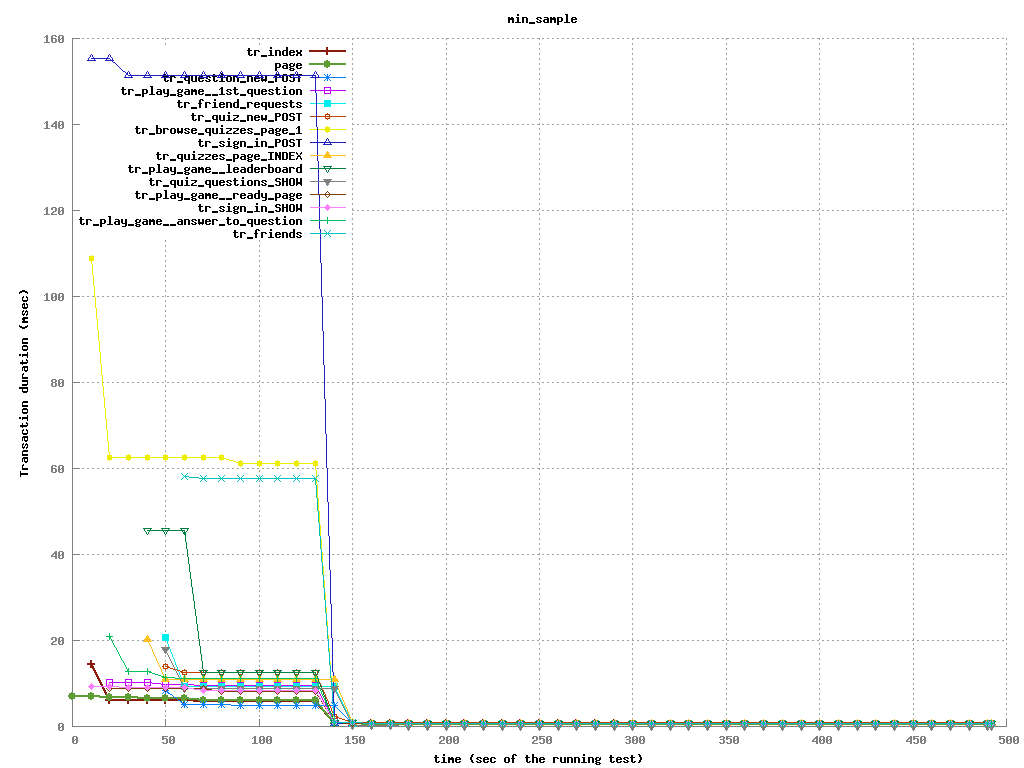 min_sample
160
140
120
100
80
60
40
20
0
Transaction duration (msec)
tr_index
page
tr_question_new_POST
tr_play_game__1st_question
tr_friend_requests
tr_quiz_new_POST
tr_browse_quizzes_page_1
tr_sign_in_POST
tr_quizzes_page_INDEX
tr_play_game__leaderboard
tr_quiz_questions_SHOW
tr_play_game__ready_page
tr_sign_in_SHOW
tr_play_game__answer_to_question
tr_friends
0 50 100 150 200 250 300 350 400 450 500
time (sec of the running test)